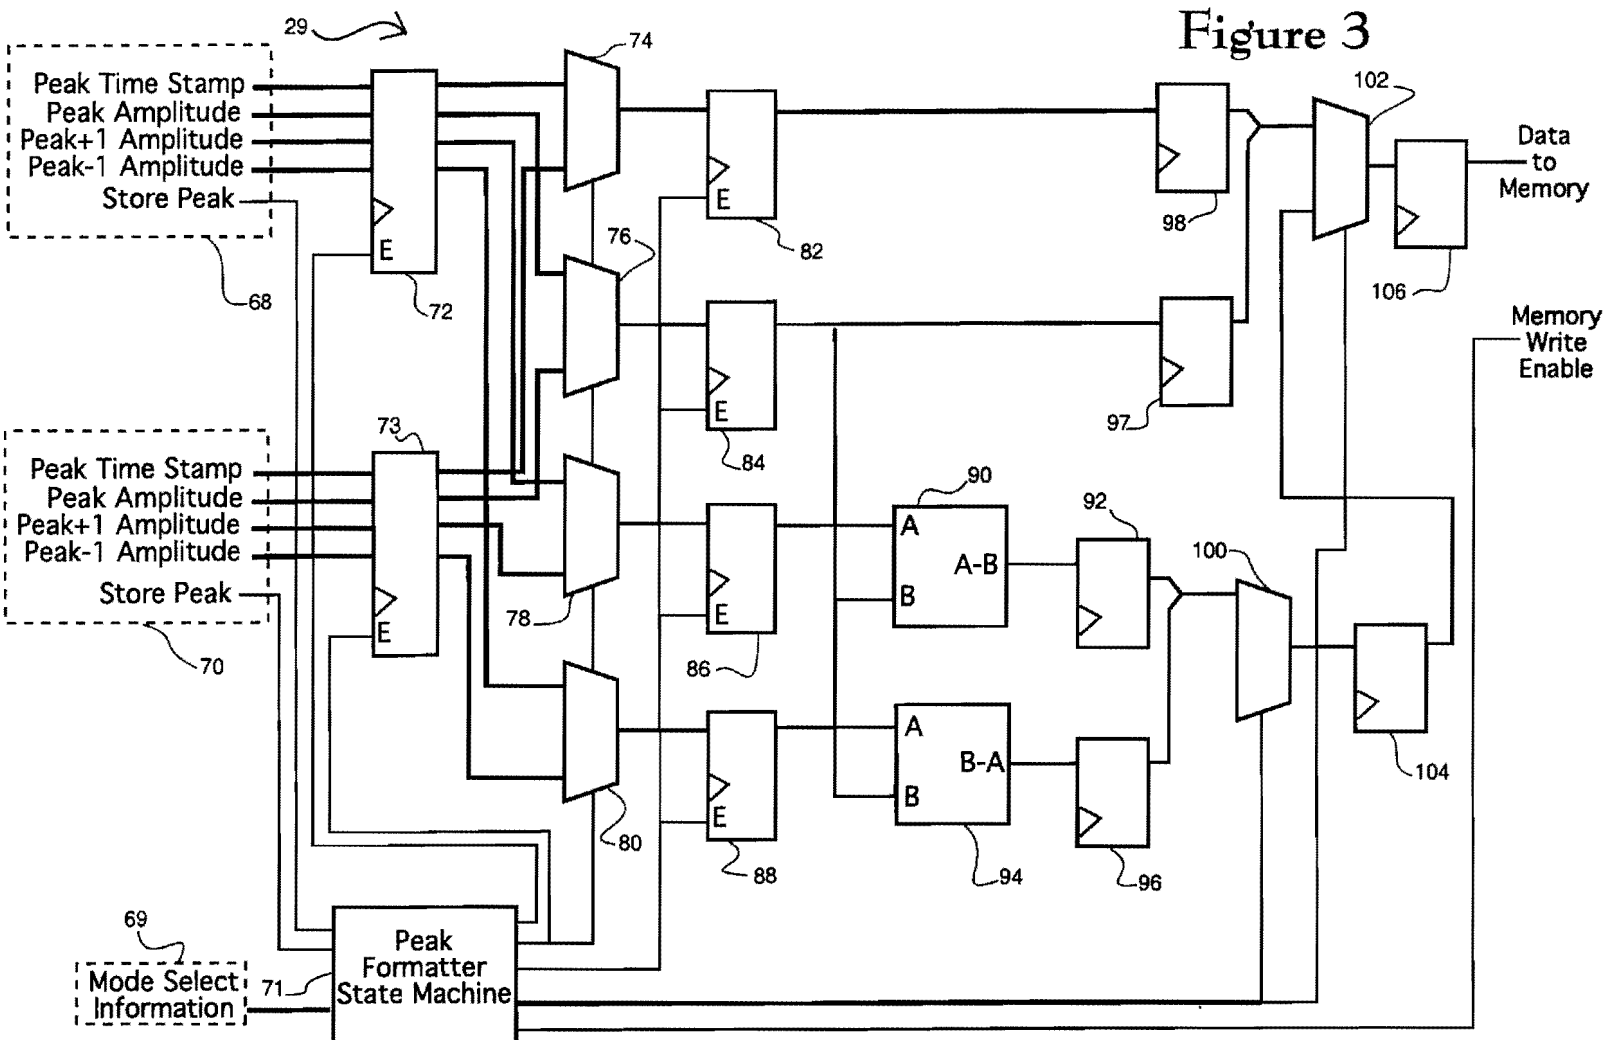 Figure 3
29
74
102
Peak Time Stamp
Peak Amplitude
Peak+1 Amplitude
Peak-1 Amplitude
Store Peak
E
68
72
76
E
82
98
106
Data
to
Memory
Memory
Write
Enable
97
73
E
84
Peak Time Stamp
Peak Amplitude
Peak+1 Amplitude
Peak-1 Amplitude
Store Peak
E
70
78
E
86
90
A
A-B
B
92
100
104
80
E
88
A
B-A
B
94
96
69
Mode Select
Information
71
Peak
Formatter
State Machine